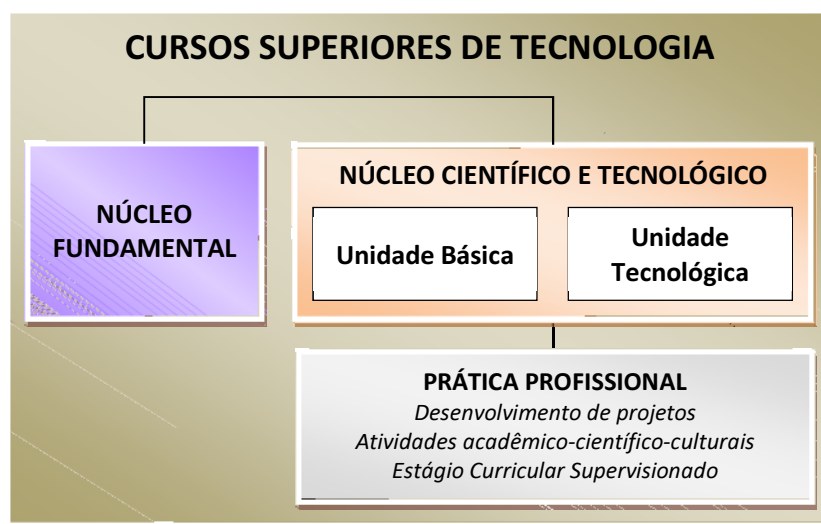 CURSOS SUPERIORES DE TECNOLOGIA
NÚCLEO
FUNDAMENTAL
NÚCLEO CIENTÍFICO E TECNOLÓGICO
Unidade Básica
Unidade
Tecnológica
PRÁTICA PROFISSIONAL
Desenvolvimento de projetos
Atividades acadêmico-científico-culturais
Estágio Curricular Supervisionado